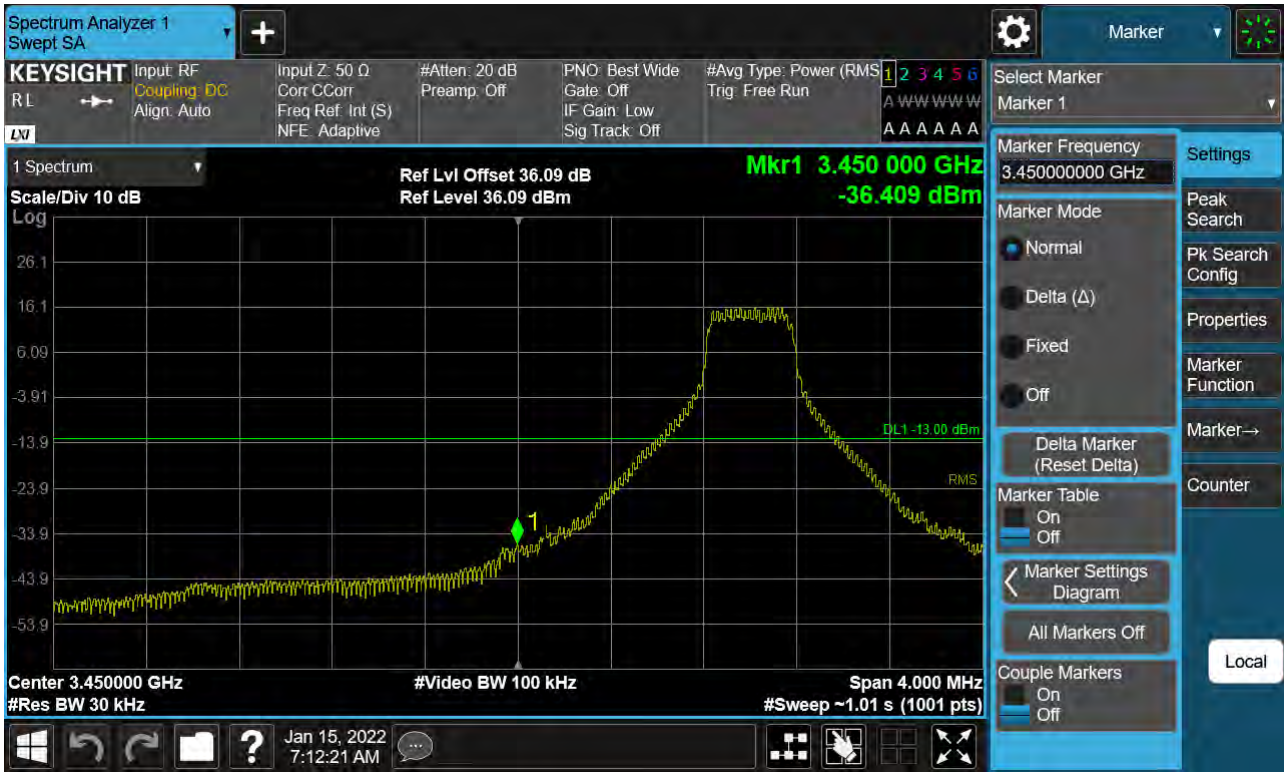 Spectrum Analyzer 1
Swept SA
+
Marker
KEYSIGHT
RL
LXI
Input: RF
Coupling: DC
Align: Auto
Input Z: 50 Ω
Corr CCorr
Freq Ref: Int (S)
NFE: Adaptive
#Atten: 20 dB
Preamp: Off
PNO: Best Wide
Gate: Off
IF Gain: Low
Sig Track: Off
#Avg Type: Power (RMS
Trig: Free Run
1 2 3 4 5 6
A W W W W W
A A A A A A
Select Marker
Marker 1
1 Spectrum
Scale/Div 10 dB
Log
Ref Lvl Offset 36.09 dB
Ref Level 36.09 dBm
Mkr1 3.450 000 GHz
-36.409 dBm
26.1
16.1
6.09
-3.91
-13.9
-23.9
-33.9
-43.9
-53.9
DL1 -13.00 dBm
RMS
1
Center 3.450000 GHz
#Res BW 30 kHz
#Video BW 100 kHz
Span 4.000 MHz
#Sweep ~1.01 s (1001 pts)
Marker Frequency
3.450000000 GHz
Marker Mode
Normal
Delta (Δ)
Fixed
Off
Delta Marker
(Reset Delta)
Marker Table
On
Off
Marker Settings
Diagram
All Markers Off
Couple Markers
On
Off
Settings
Peak
Search
Pk Search
Config
Properties
Marker
Function
Marker→
Counter
Local
?
Jan 15, 2022
7:12:21 AM